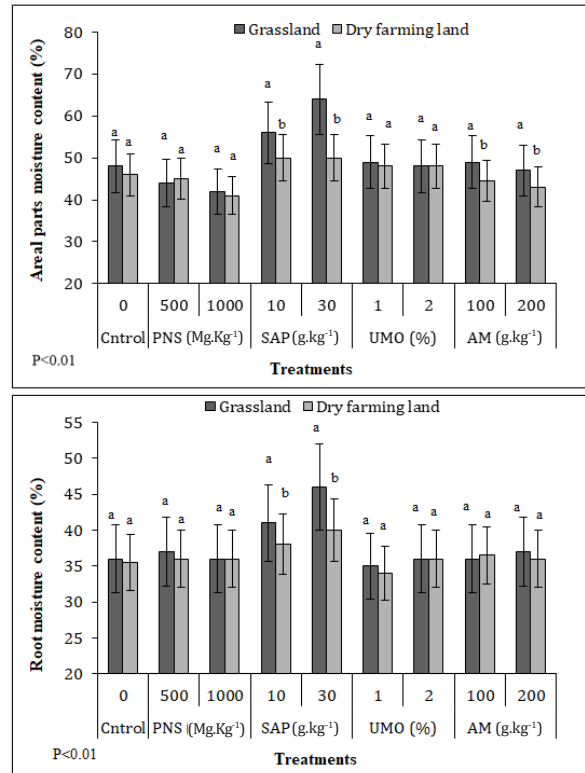 80
70
60
50
40
30
20
Areal parts moisture content (%)
Grassland Dry farming land
a a a a a a a b a b a a a a a b a b
0 500 1000 10 30 1 2 100 200
Cntrol PNS (Mg.Kg⁻¹) SAP (g.kg⁻¹) UMO (%) AM (g.kg⁻¹)
P<0.01
Treatments
55
50
45
40
35
30
25
20
Root moisture content (%)
Grassland Dry farming land
a a a a a a a b a b a a a a a a a a
0 500 1000 10 30 1 2 100 200
Cntrol PNS (Mg.Kg⁻¹) SAP (g.kg⁻¹) UMO (%) AM (g.kg⁻¹)
P<0.01
Treatments